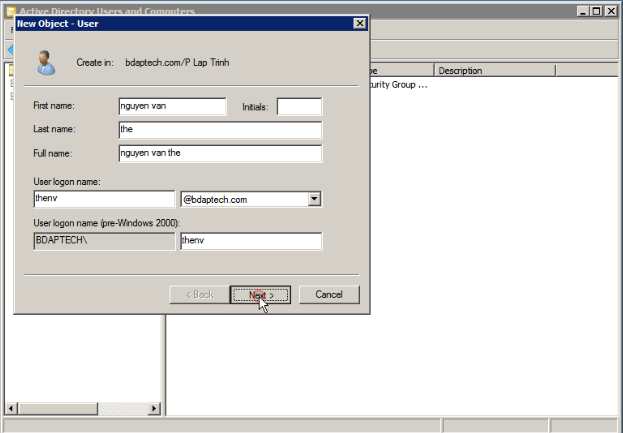 Active Directory Users and Computers
New Object - User
Create in: bdaptech.com/P Lap Trinh
Description
urity Group ...
First name: nguyen van Initials:
Last name: the
Full name: nguyen van the
User logon name:
thenv @bdaptech.com
User logon name (pre-Windows 2000):
BDAPTECH\ thenv
< Back Next > Cancel